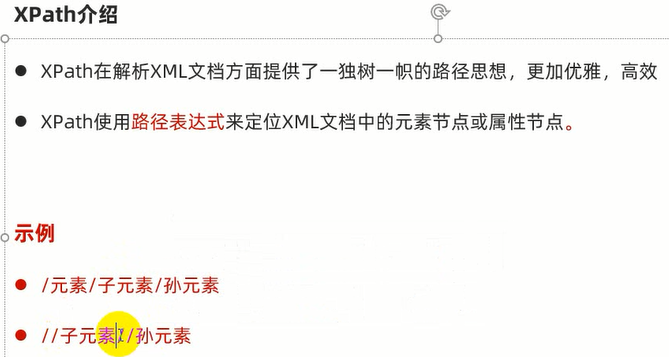 XPath介绍
XPath在解析XML文档方面提供了一独树一帜的路径思想，更加优雅，高效
XPath使用路径表达式来定位XML文档中的元素节点或属性节点。
示例
/元素/子元素/孙元素
//子元素//孙元素